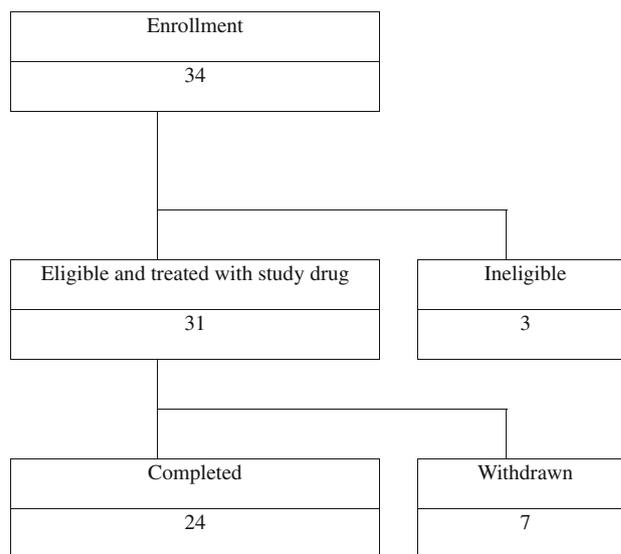 Enrollment
34
Eligible and treated with study drug
Ineligible
31
3
Completed
Withdrawn
24
7